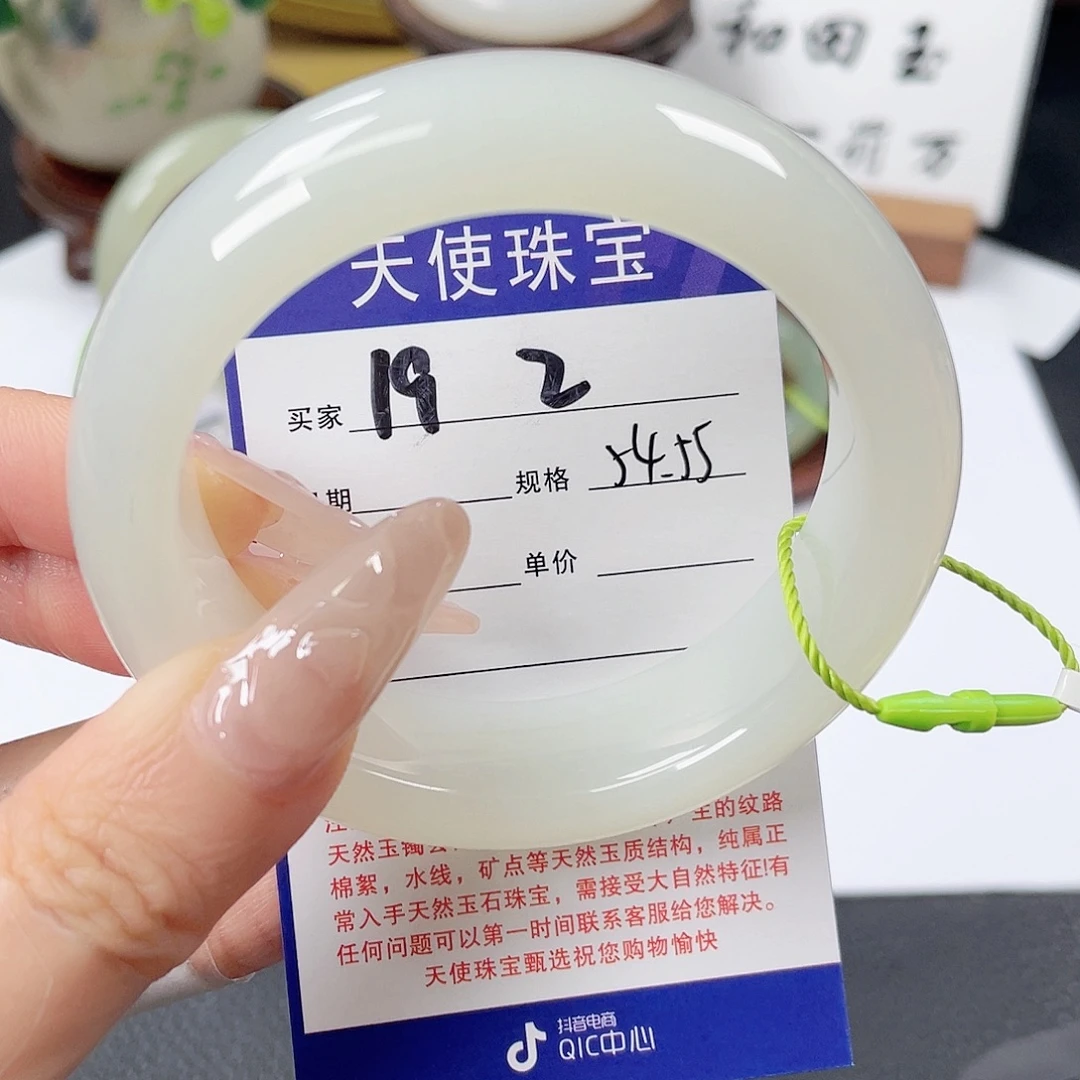 和田玉
万
天使珠宝
买家 19 2
期 规格 54-55
单价
生的纹路
天然玉镯
棉絮，水线，矿点等天然玉质结构，纯属正
常入手天然玉石珠宝，需接受大自然特征!有
任何问题可以第一时间联系客服给您解决。
天使珠宝甄选祝您购物愉快
抖音电商
QIC中心